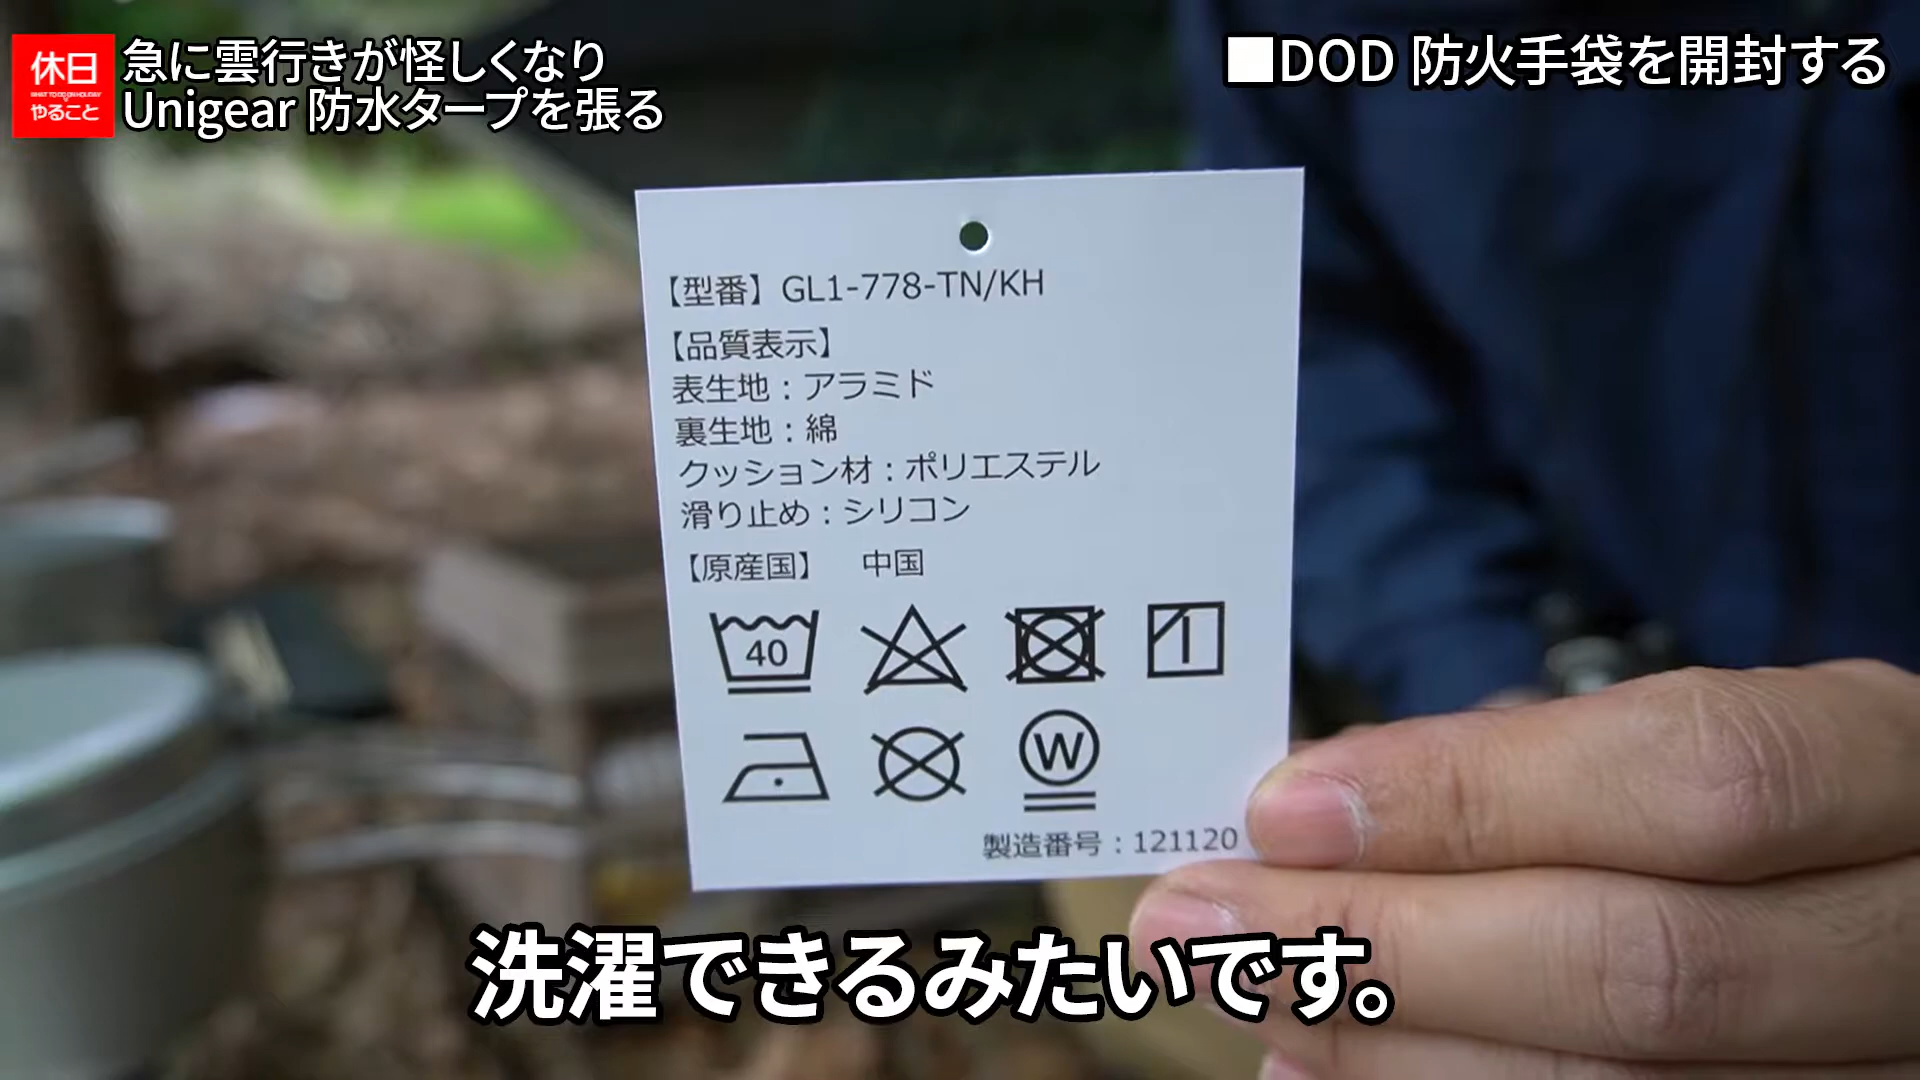 休日
WHAT TO DO ON HOLIDAY
やること
急に雲行きが怪しくなり
Unigear 防水タープを張る
■DOD 防火手袋を開封する
【型番】GL1-778-TN/KH
【品質表示】
表生地：アラミド
裏生地：綿
クッション材：ポリエステル
滑り止め：シリコン
【原産国】 中国
40
W
製造番号：121120
洗濯できるみたいです。